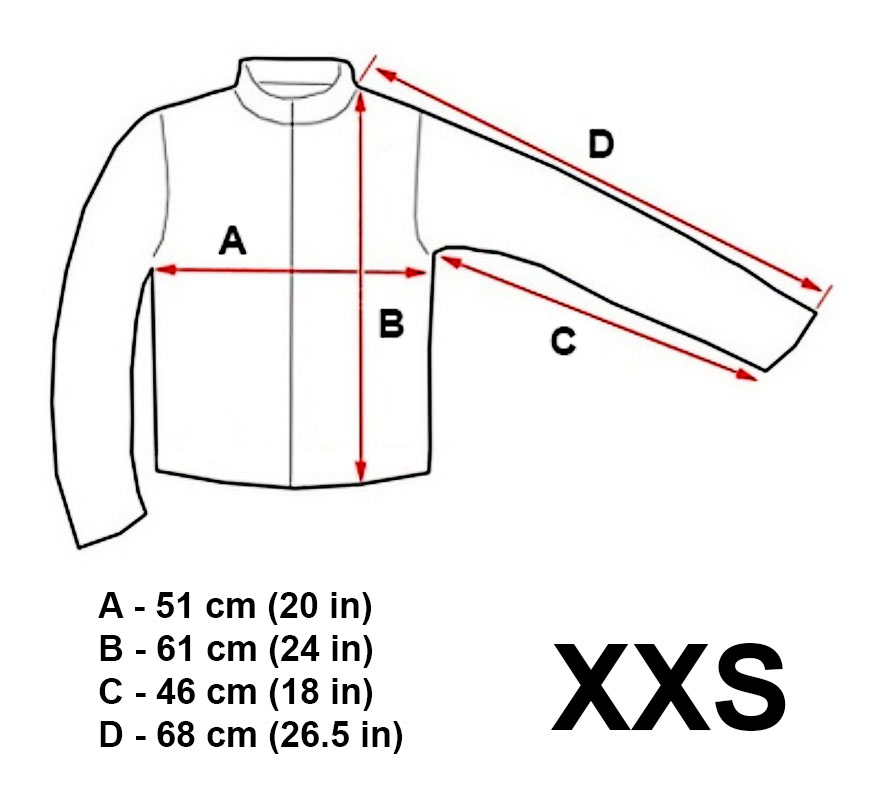 D
A
B
C
A - 51 cm (20 in)
B - 61 cm (24 in)
C - 46 cm (18 in)
D - 68 cm (26.5 in)
XXS